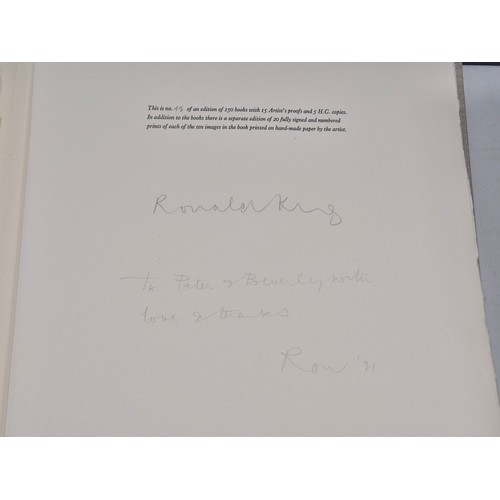 This is no. of an edition of 150 books with 15 Artist's proofs and 5 H.C. copies.
In addition to the books there is a separate edition of 20 fully signed and numbered
prints of each of the ten images in the book printed on hand-made paper by the artist.
Ronald King
To Peter & Beverly with
love & thanks
Ron